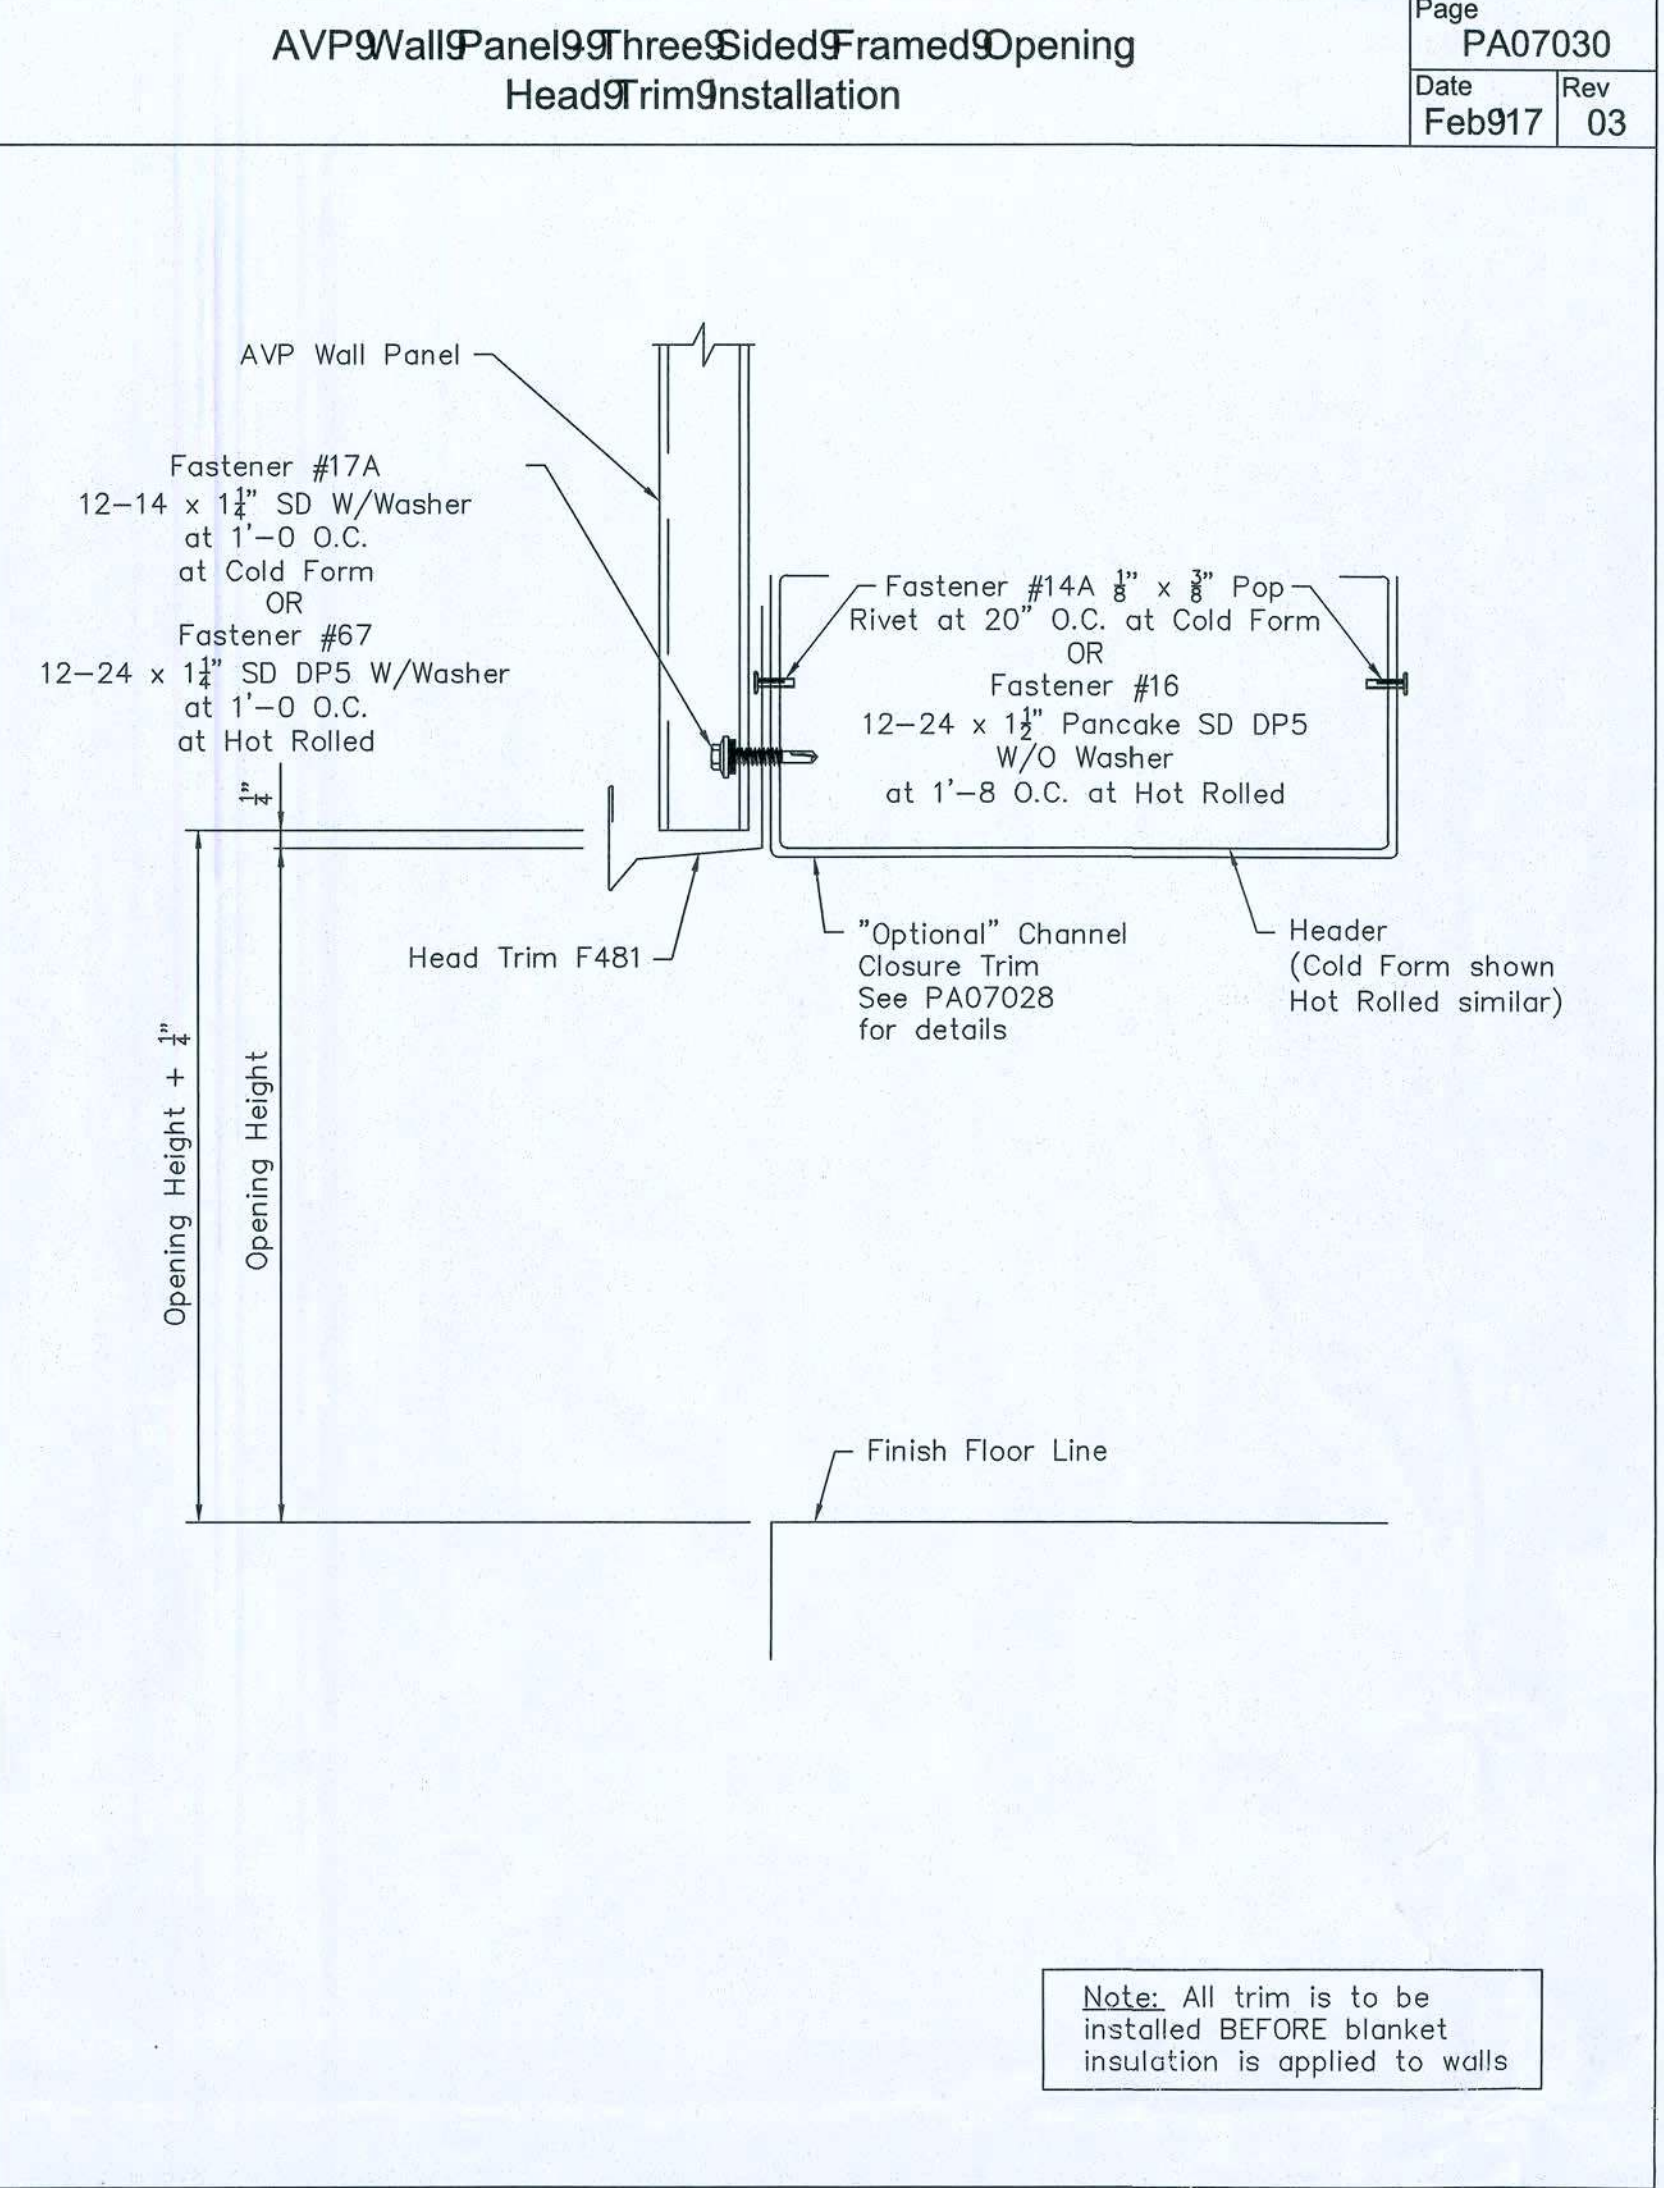 AVP9Wall9Panel99Three9Sided9Framed9Opening
Head9Trim9Installation
Page
PA07030
Date
Feb917
Rev
03
AVP Wall Panel
Fastener #17A
12-14 x 1¼" SD W/Washer
at 1'-0 O.C.
at Cold Form
OR
Fastener #67
12-24 x 1¼" SD DP5 W/Washer
at 1'-0 O.C.
at Hot Rolled
¼"
Fastener #14A ⅛" x ⅜" Pop
Rivet at 20" O.C. at Cold Form
OR
Fastener #16
12-24 x 1½" Pancake SD DP5
W/O Washer
at 1'-8 O.C. at Hot Rolled
Head Trim F481
"Optional" Channel
Closure Trim
See PA07028
for details
Header
(Cold Form shown
Hot Rolled similar)
Opening Height + ¼"
Opening Height
Finish Floor Line
Note: All trim is to be
installed BEFORE blanket
insulation is applied to walls